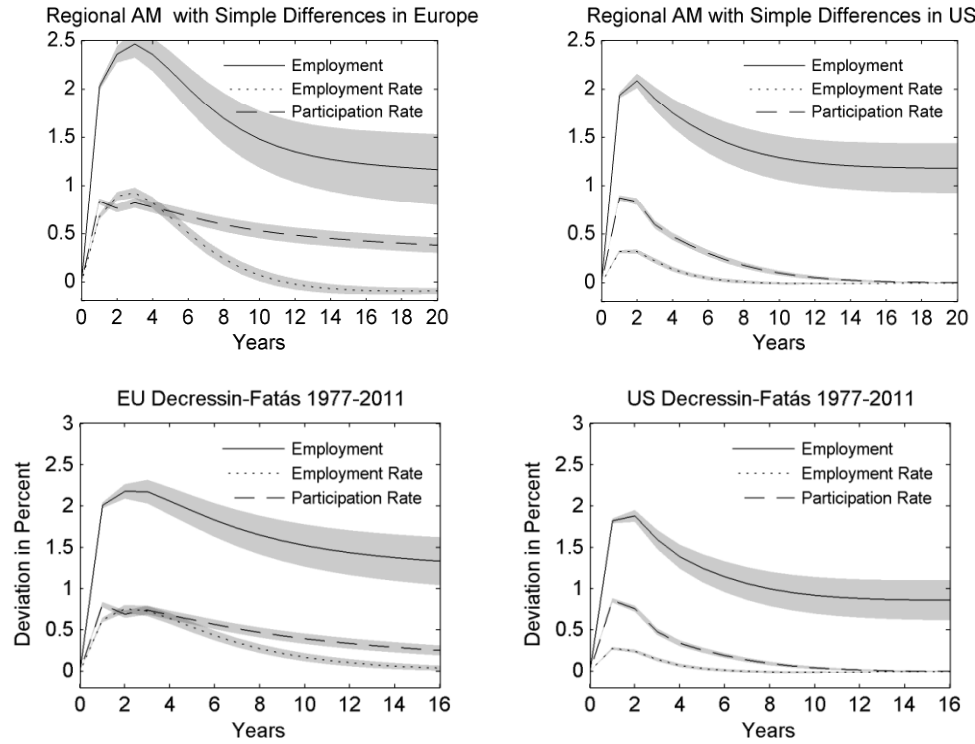 Regional AM with Simple Differences in Europe
2.5
2
1.5
1
0.5
0
Employment
Employment Rate
Participation Rate
0 2 4 6 8 10 12 14 16 18 20
Years
Regional AM with Simple Differences in US
2.5
2
1.5
1
0.5
0
Employment
Employment Rate
Participation Rate
0 2 4 6 8 10 12 14 16 18 20
Years
EU Decressin-Fatás 1977-2011
Deviation in Percent
3
2.5
2
1.5
1
0.5
0
Employment
Employment Rate
Participation Rate
0 2 4 6 8 10 12 14 16
Years
US Decressin-Fatás 1977-2011
Deviation in Percent
3
2.5
2
1.5
1
0.5
0
Employment
Employment Rate
Participation Rate
0 2 4 6 8 10 12 14 16
Years